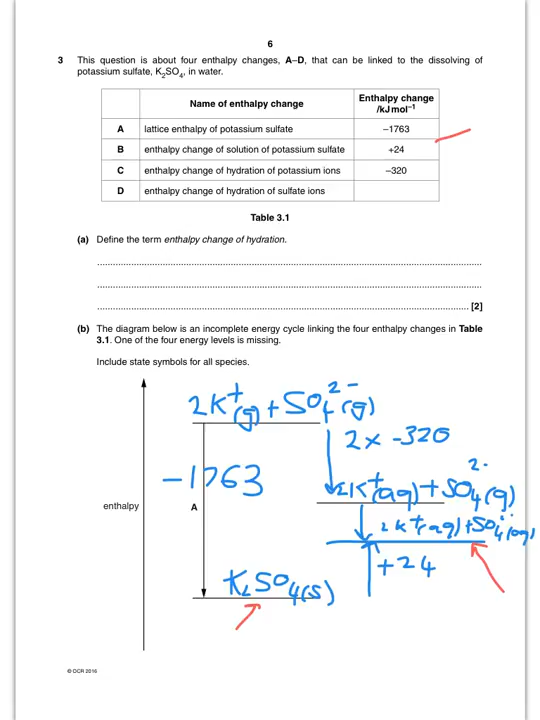 6
3 This question is about four enthalpy changes, A–D, that can be linked to the dissolving of
potassium sulfate, K₂SO₄, in water.
Name of enthalpy change
Enthalpy change
/kJ mol⁻¹
A lattice enthalpy of potassium sulfate –1763
B enthalpy change of solution of potassium sulfate +24
C enthalpy change of hydration of potassium ions –320
D enthalpy change of hydration of sulfate ions
Table 3.1
(a) Define the term enthalpy change of hydration.
..........................................................................................
..........................................................................................
.......................................................................................... [2]
(b) The diagram below is an incomplete energy cycle linking the four enthalpy changes in Table
3.1. One of the four energy levels is missing.
Include state symbols for all species.
2K⁺(g) + SO₄²⁻(g)
2 x -320
-1763
2K⁺(aq) + SO₄²⁻(g)
enthalpy
A
2K⁺(aq) + SO₄²⁻(aq)
+24
K₂SO₄(s)
© OCR 2016